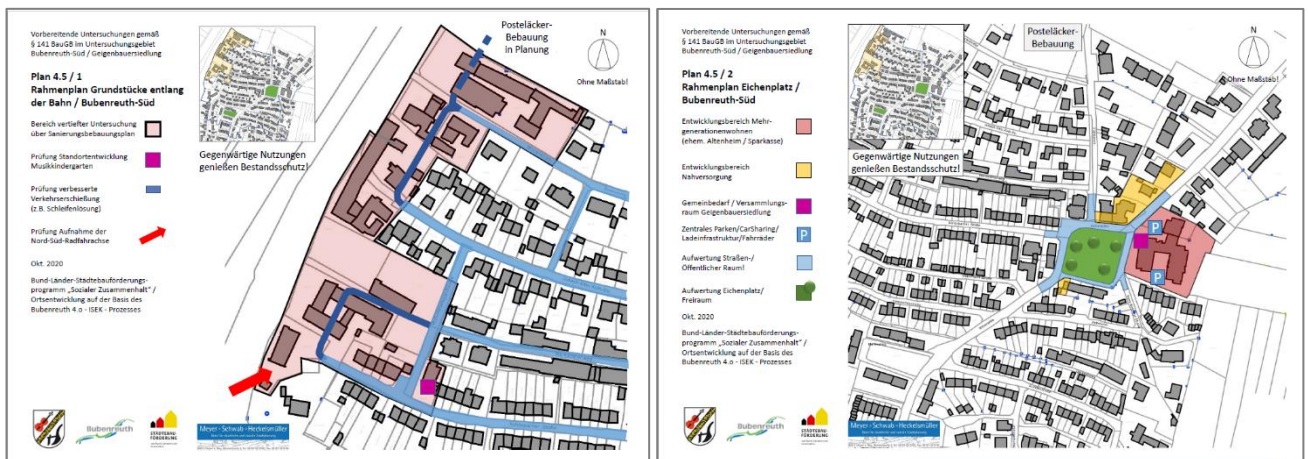 Vorbereitende Untersuchungen gemäß
§ 141 BauGB im Untersuchungsgebiet
Bubenreuth-Süd / Geigenbauersiedlung
Plan 4.5 / 1
Rahmenplan Grundstücke entlang
der Bahn / Bubenreuth-Süd
Bereich vertiefter Untersuchung
über Sanierungsbebauungsplan
Prüfung Standortentwicklung
Musikkindergarten
Prüfung verbesserte
Verkehrserschließung
(z.B. Schleifenlösung)
Prüfung Aufnahme der
Nord-Süd-Radfahrachse
Okt. 2020
Bund-Länder-Städtebauförderungs-
programm „Sozialer Zusammenhalt" /
Ortsentwicklung auf der Basis des
Bubenreuth 4.0 - ISEK - Prozesses
Gegenwärtige Nutzungen
genießen Bestandsschutz!
Posteläcker-
Bebauung
in Planung
N
Ohne Maßstab!
Bubenreuth
STÄDTEBAU-
FÖRDERUNG
Meyer - Schwab - Heckelsmüller
Vorbereitende Untersuchungen gemäß
§ 141 BauGB im Untersuchungsgebiet
Bubenreuth-Süd / Geigenbauersiedlung
Plan 4.5 / 2
Rahmenplan Eichenplatz /
Bubenreuth-Süd
Entwicklungsbereich Mehr-
generationenwohnen
(ehem. Altenheim / Sparkasse)
Entwicklungsbereich
Nahversorgung
Gemeinbedarf / Versammlungs-
raum Geigenbauersiedlung
Zentrales Parken/CarSharing/
Ladeinfrastruktur/Fahrräder
P
Aufwertung Straßen-/
Öffentlicher Raum!
Aufwertung Eichenplatz/
Freiraum
Okt. 2020
Bund-Länder-Städtebauförderungs-
programm „Sozialer Zusammenhalt" /
Ortsentwicklung auf der Basis des
Bubenreuth 4.0 - ISEK - Prozesses
Gegenwärtige Nutzungen
genießen Bestandsschutz!
Posteläcker-
Bebauung
N
Ohne Maßstab!
P
P
Bubenreuth
STÄDTEBAU-
FÖRDERUNG
Meyer - Schwab - Heckelsmüller